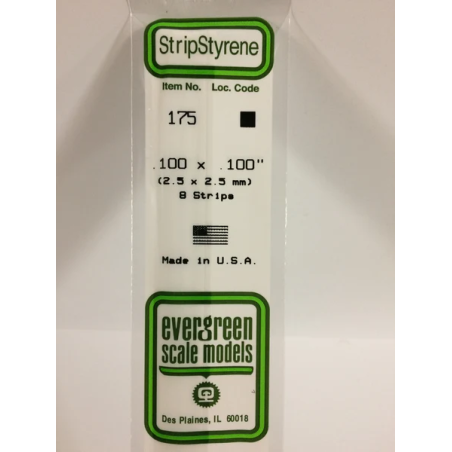 StripStyrene
Item No. Loc. Code
175
.100 x .100"
(2.5 x 2.5 mm)
8 Strips
Made in U.S.A.
evergreen
scale models
Des Plaines, IL 60018